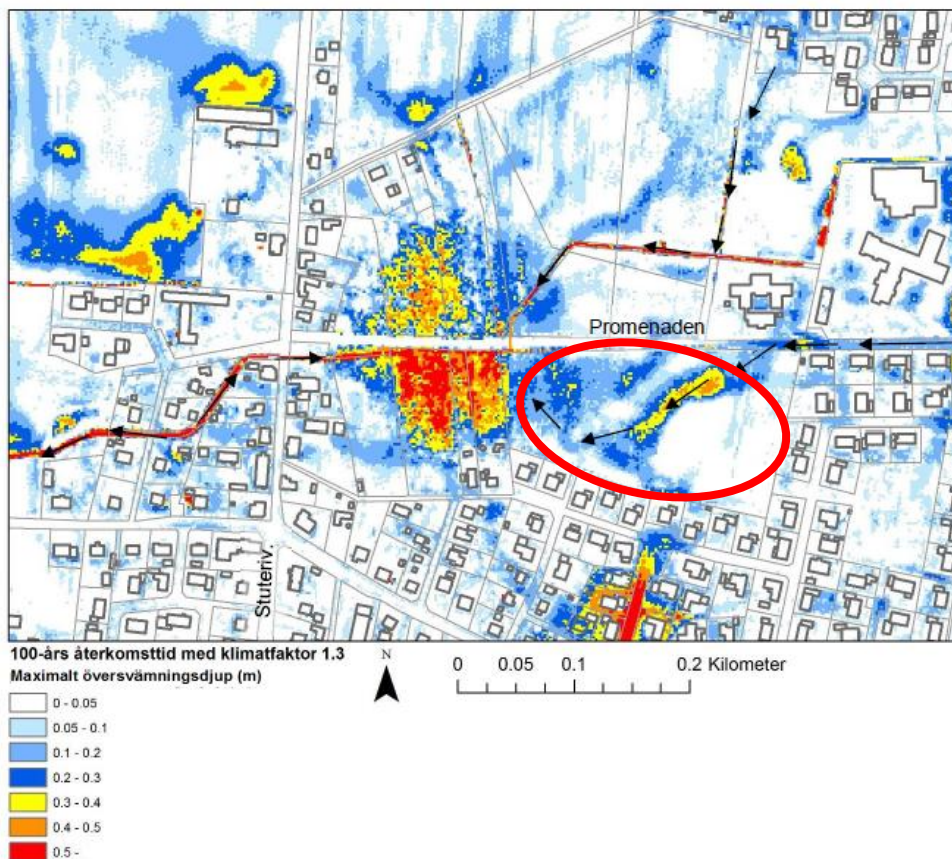 Promenaden
Stuteriv.
100-års återkomsttid med klimatfaktor 1.3
Maximalt översvämningsdjup (m)
0 - 0.05
0.05 - 0.1
0.1 - 0.2
0.2 - 0.3
0.3 - 0.4
0.4 - 0.5
0.5 -
N
0 0.05 0.1 0.2 Kilometer